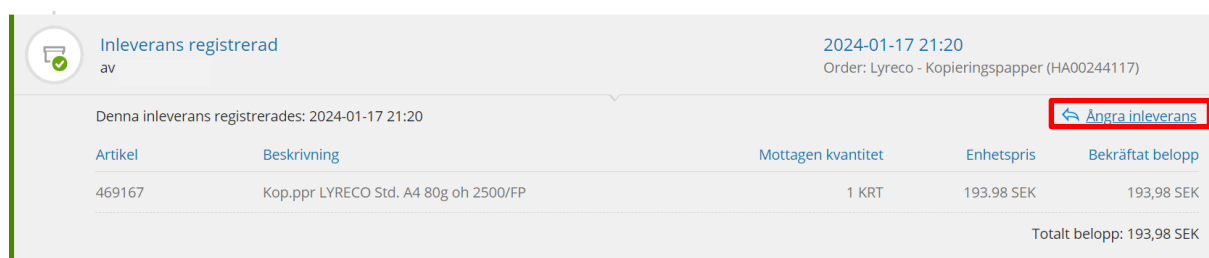 Inleverans registrerad 2024-01-17 21:20
av Order: Lyreco - Kopieringspapper (HA00244117)
Denna inleverans registrerades: 2024-01-17 21:20 Ångra inleverans
Artikel Beskrivning Mottagen kvantitet Enhetspris Bekräftat belopp
469167 Kop.ppr LYRECO Std. A4 80g oh 2500/FP 1 KRT 193.98 SEK 193,98 SEK
Totalt belopp: 193,98 SEK